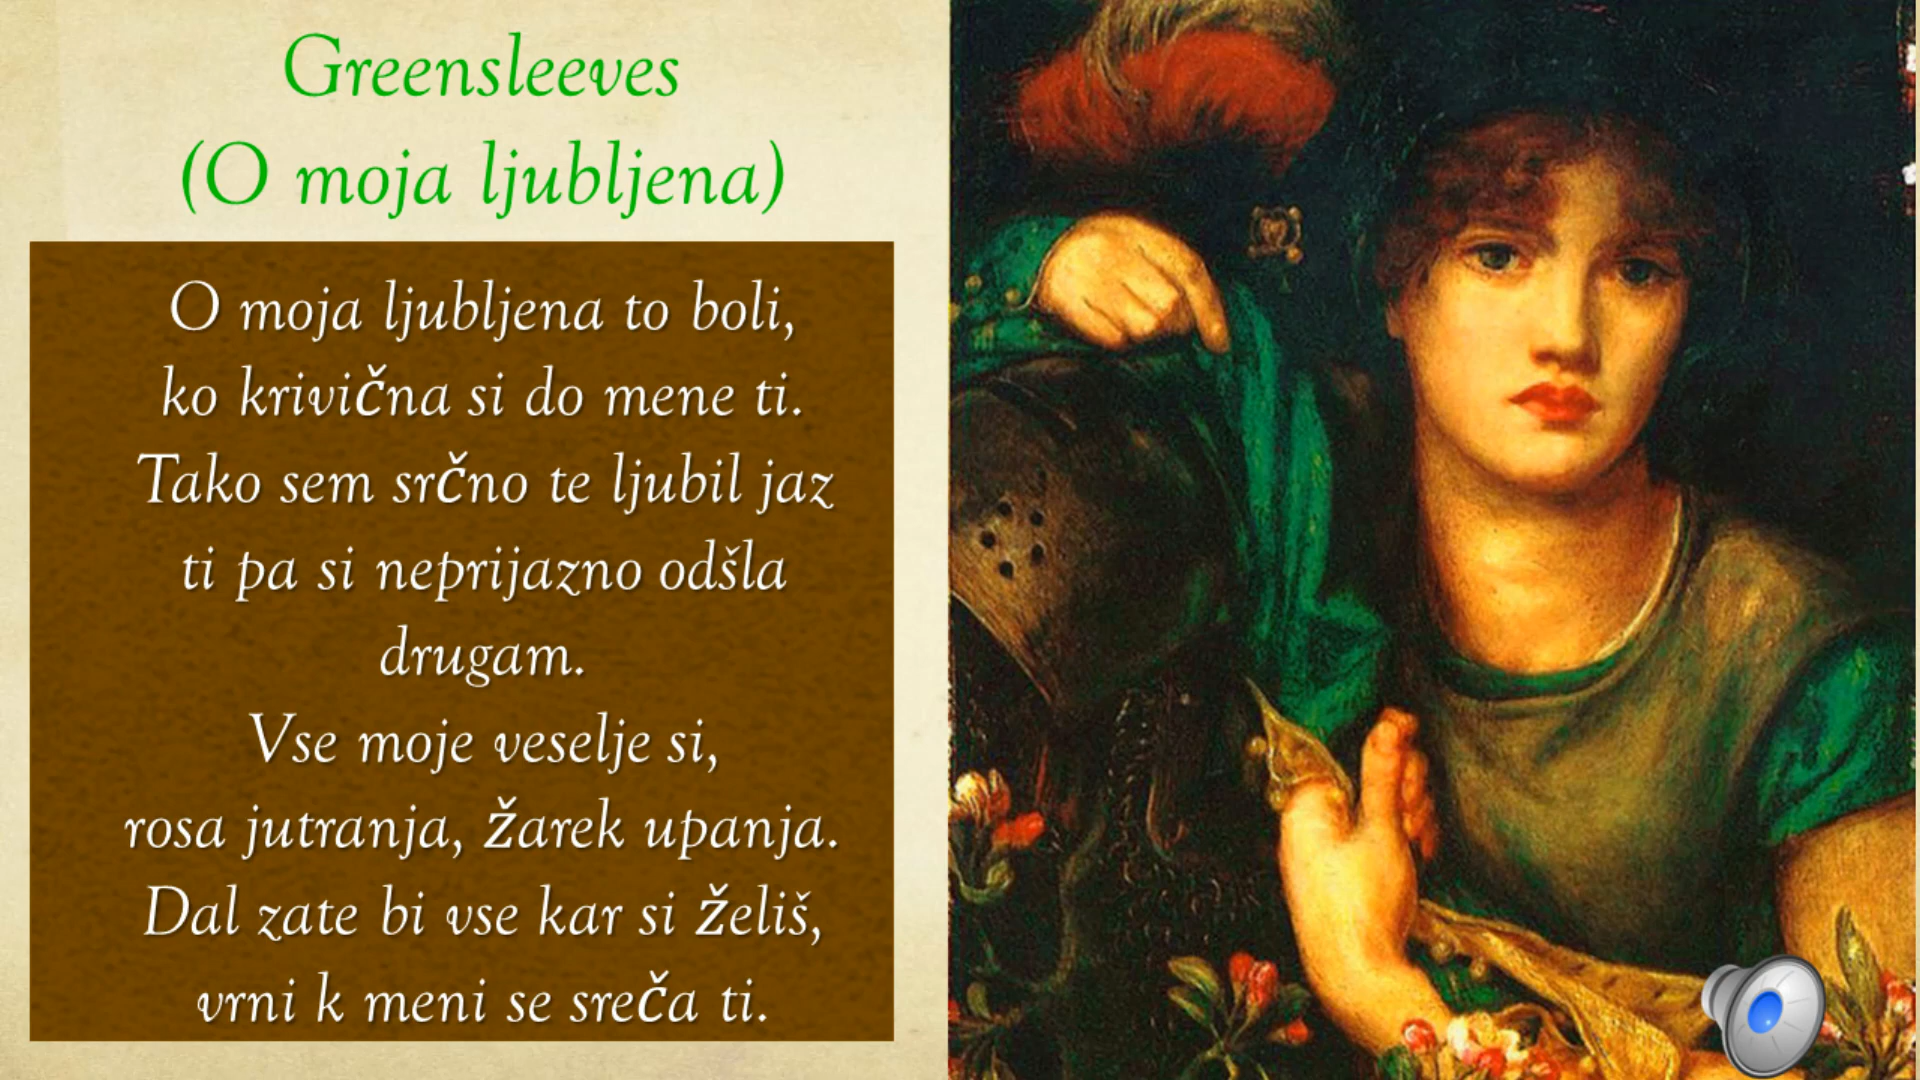 Greensleeves
(O moja ljubljena)
O moja ljubljena to boli,
ko krivična si do mene ti.
Tako sem srčno te ljubil jaz
ti pa si neprijazno odšla
drugam.
Vse moje veselje si,
rosa jutranja, žarek upanja.
Dal zate bi vse kar si želiš,
vrni k meni se sreča ti.